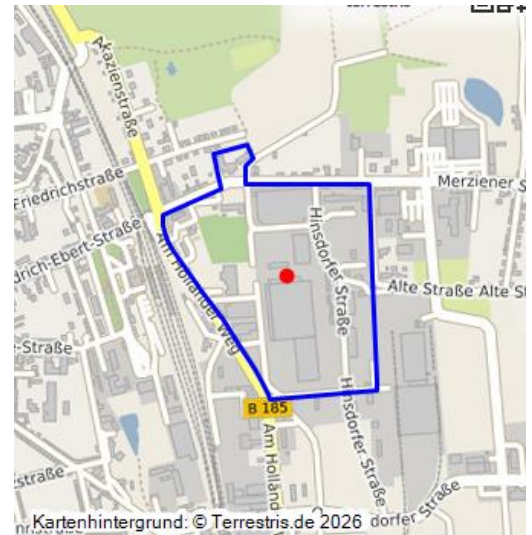 Akazienstraße
Friedrichstraße
Merziener S
drich-Ebert-Straße
Am Holländer Weg
Hinsdorfer Straße
Alte Straße Alte St
e-Straße
Hinsdorfer Straße
B 185
Am Holland
straße
dorfer Straße
Kartenhintergrund: © Terrestris.de 2026